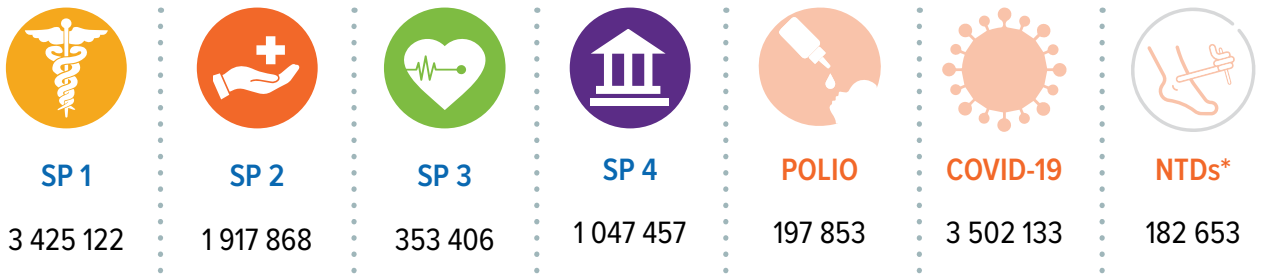 SP 1
SP 2
SP 3
SP 4
POLIO
COVID-19
NTDs*
3 425 122
1 917 868
353 406
1 047 457
197 853
3 502 133
182 653